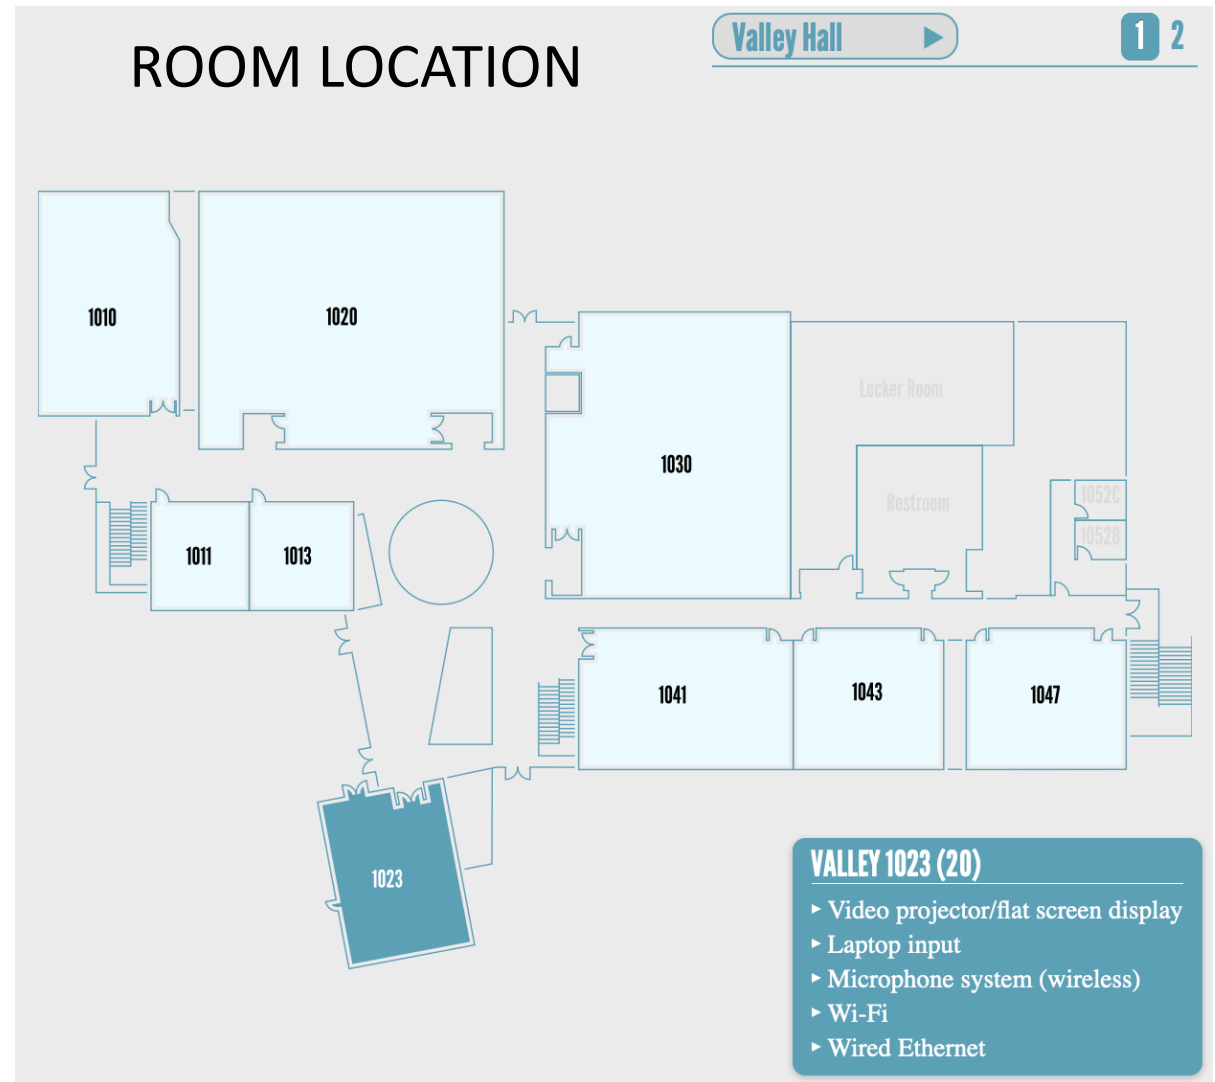 ROOM LOCATION
Valley Hall
1 2
1010
1020
Locker Room
1030
Restroom
1052C
1052B
1011
1013
1041
1043
1047
1023
VALLEY 1023 (20)
▸ Video projector/flat screen display
▸ Laptop input
▸ Microphone system (wireless)
▸ Wi-Fi
▸ Wired Ethernet